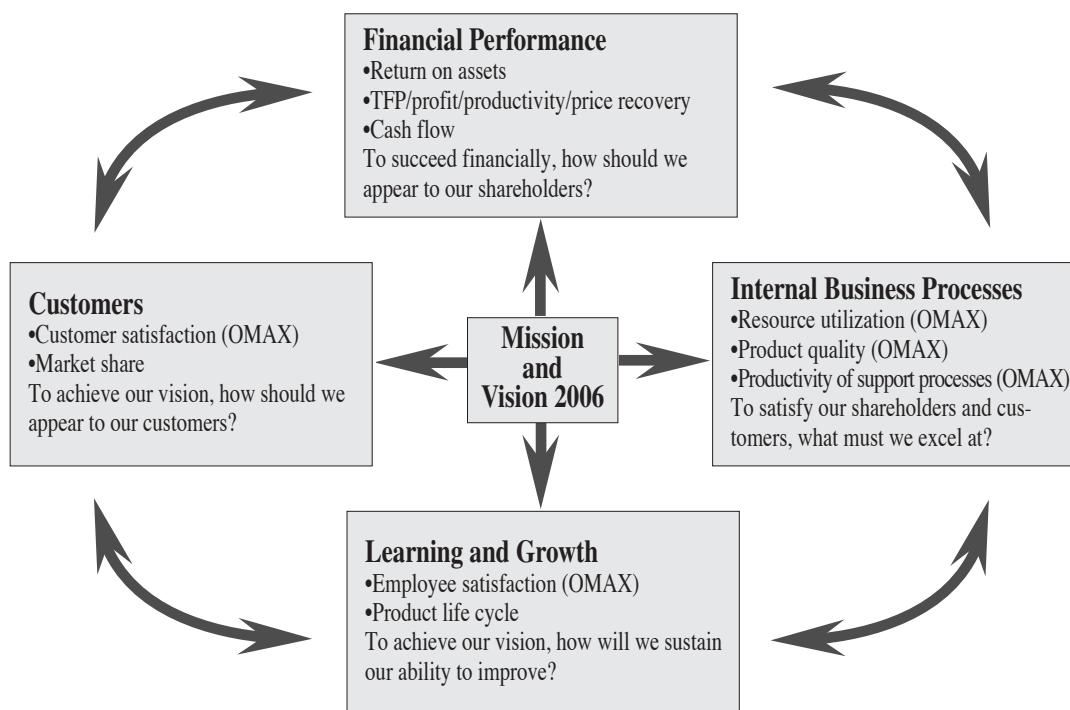 Financial Performance
•Return on assets
•TFP/profit/productivity/price recovery
•Cash flow
To succeed financially, how should we
appear to our shareholders?
Customers
•Customer satisfaction (OMAX)
•Market share
To achieve our vision, how should we
appear to our customers?
Mission
and
Vision 2006
Internal Business Processes
•Resource utilization (OMAX)
•Product quality (OMAX)
•Productivity of support processes (OMAX)
To satisfy our shareholders and cus-
tomers, what must we excel at?
Learning and Growth
•Employee satisfaction (OMAX)
•Product life cycle
To achieve our vision, how will we sustain
our ability to improve?